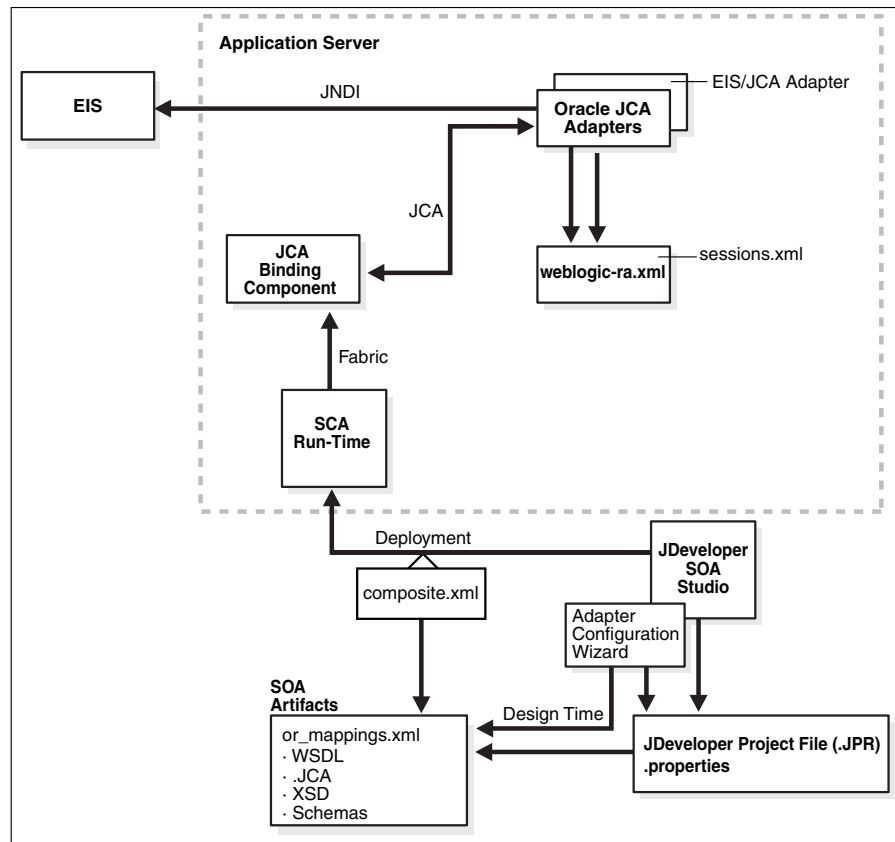 Application Server
EIS
JNDI
EIS/JCA Adapter
Oracle JCA
Adapters
JCA
JCA
Binding
Component
sessions.xml
weblogic-ra.xml
Fabric
SCA
Run-Time
Deployment
JDeveloper
SOA
Studio
composite.xml
Adapter
Configuration
Wizard
SOA
Artifacts
Design Time
or_mappings.xml
· WSDL
· .JCA
· XSD
· Schemas
JDeveloper Project File (.JPR)
.properties